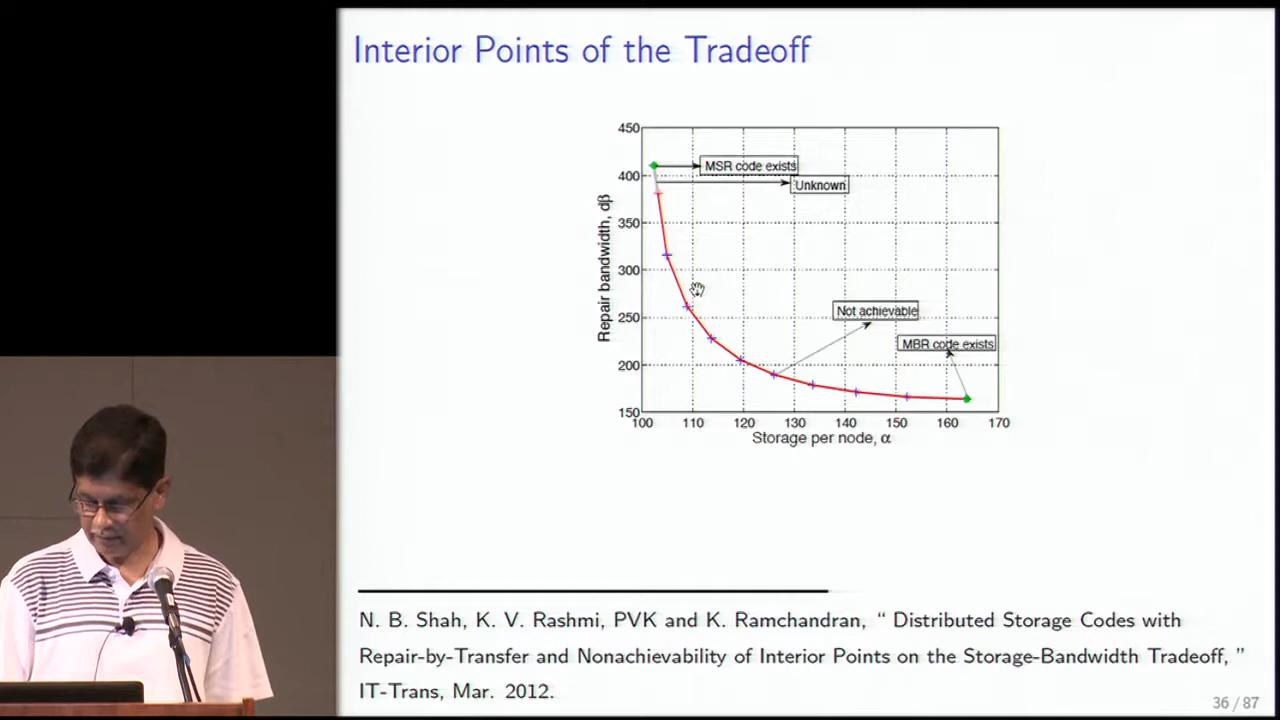 Interior Points of the Tradeoff
450
400
350
300
250
200
150
Repair bandwidth, dβ
MSR code exists
Unknown
Not achievable
MBR code exists
100 110 120 130 140 150 160 170
Storage per node, α
N. B. Shah, K. V. Rashmi, PVK and K. Ramchandran, “ Distributed Storage Codes with
Repair-by-Transfer and Nonachievability of Interior Points on the Storage-Bandwidth Tradeoff, ”
IT-Trans, Mar. 2012.
36 / 87